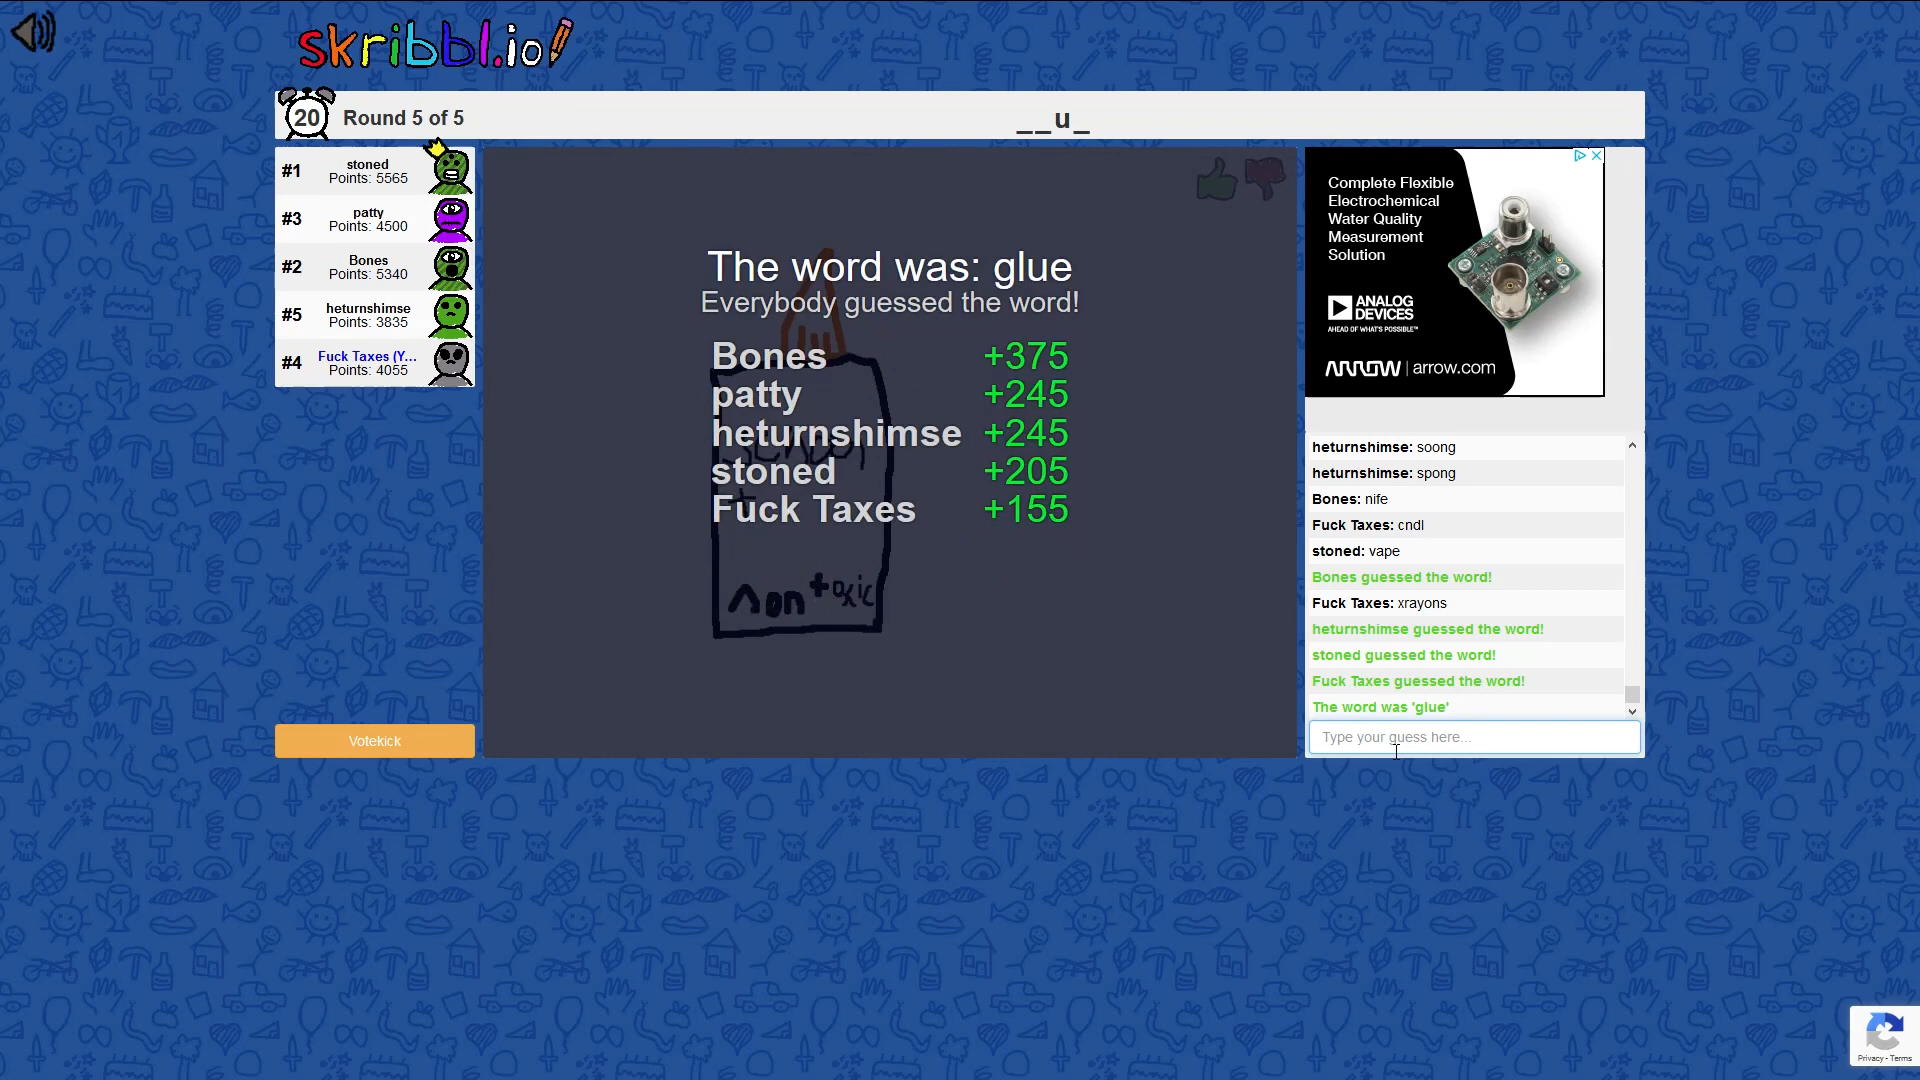 skribbl.io
20
Round 5 of 5
__u_
#1
stoned
Points: 5565
#3
patty
Points: 4500
#2
Bones
Points: 5340
#5
heturnshimse
Points: 3835
#4
Fuck Taxes (Y...
Points: 4055
Votekick
The word was: glue
Everybody guessed the word!
Bones +375
patty +245
heturnshimse +245
stoned +205
Fuck Taxes +155
school
non toxic
Complete Flexible
Electrochemical
Water Quality
Measurement
Solution
ANALOG
DEVICES
AHEAD OF WHAT'S POSSIBLE™
ARROW | arrow.com
heturnshimse: soong
heturnshimse: spong
Bones: nife
Fuck Taxes: cndl
stoned: vape
Bones guessed the word!
Fuck Taxes: xrayons
heturnshimse guessed the word!
stoned guessed the word!
Fuck Taxes guessed the word!
The word was 'glue'
Type your guess here...
Privacy - Terms